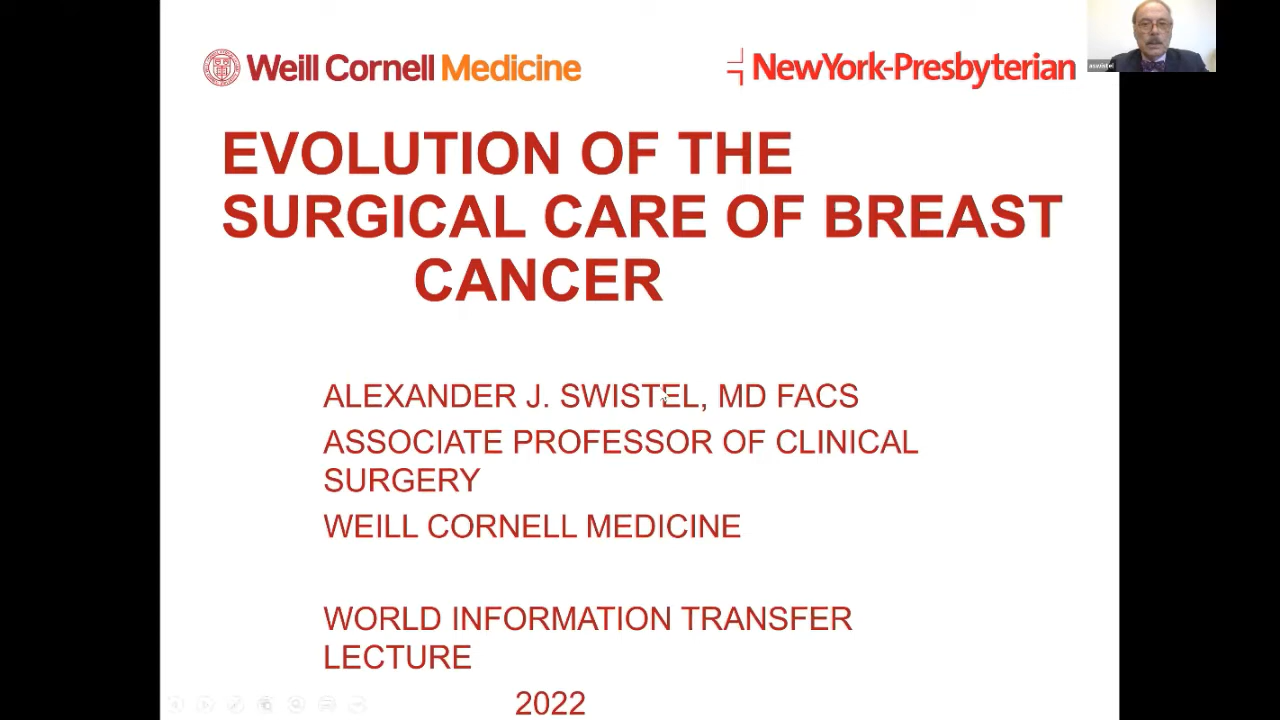 Weill Cornell Medicine
NewYork-Presbyterian
aswistel
EVOLUTION OF THE
SURGICAL CARE OF BREAST
CANCER
ALEXANDER J. SWISTEL, MD FACS
ASSOCIATE PROFESSOR OF CLINICAL
SURGERY
WEILL CORNELL MEDICINE
WORLD INFORMATION TRANSFER
LECTURE
2022